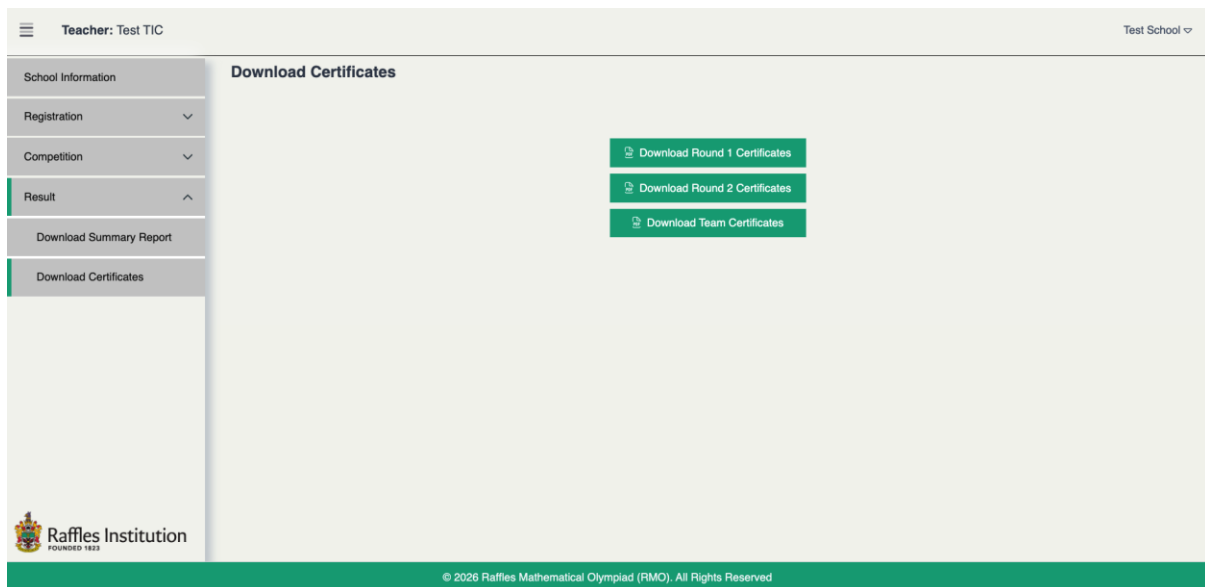 Teacher: Test TIC
Test School
School Information
Registration
Competition
Result
Download Summary Report
Download Certificates
Download Certificates
Download Round 1 Certificates
Download Round 2 Certificates
Download Team Certificates
Raffles Institution
FOUNDED 1823
© 2026 Raffles Mathematical Olympiad (RMO). All Rights Reserved